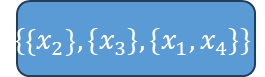 {{x₂}, {x₃}, {x₁, x₄}}